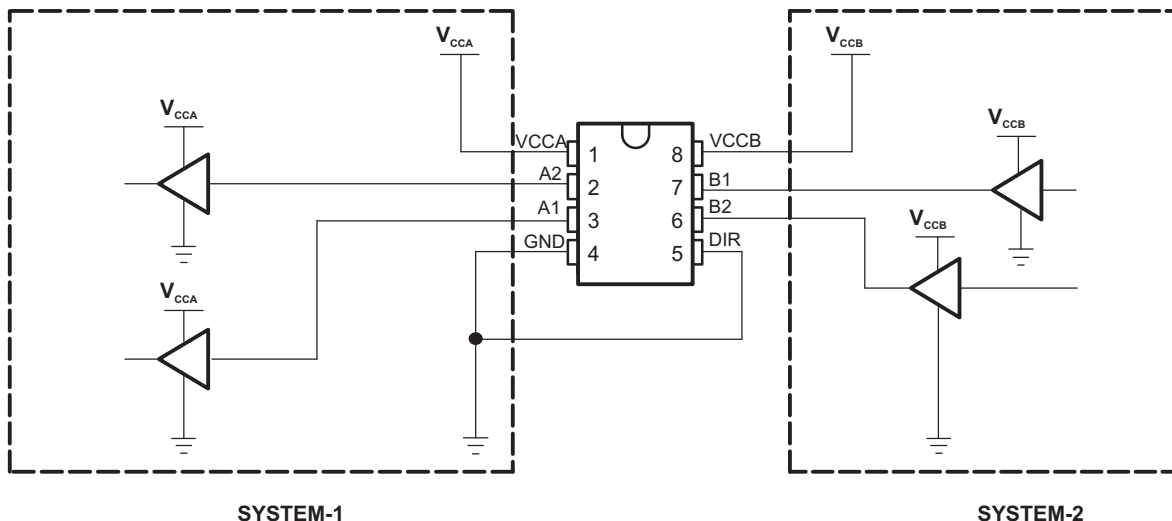 VCCA
VCCB
VCCA
VCCB
VCCA 1 8 VCCB
A2 2 7 B1
A1 3 6 B2
GND 4 5 DIR
VCCB
VCCA
SYSTEM-1 SYSTEM-2